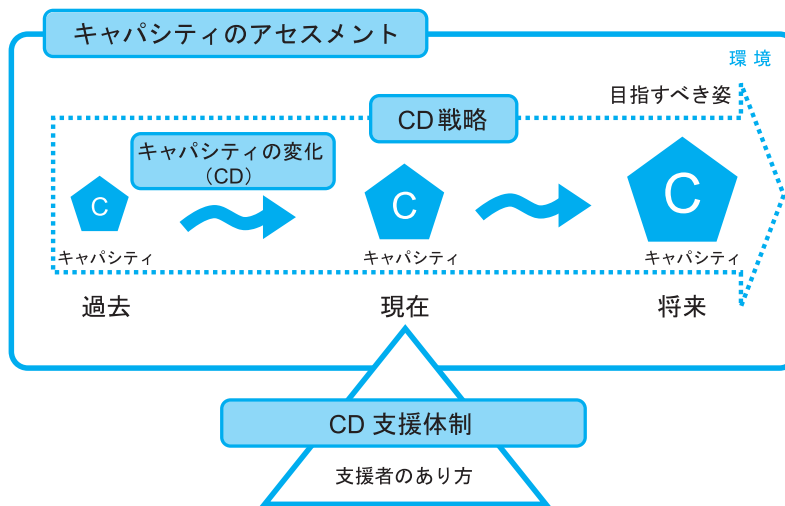 キャパシティのアセスメント
環 境
目指すべき姿
CD 戦略
キャパシティの変化
（CD）
C
C
C
キャパシティ
キャパシティ
キャパシティ
過去
現在
将来
CD 支援体制
支援者のあり方